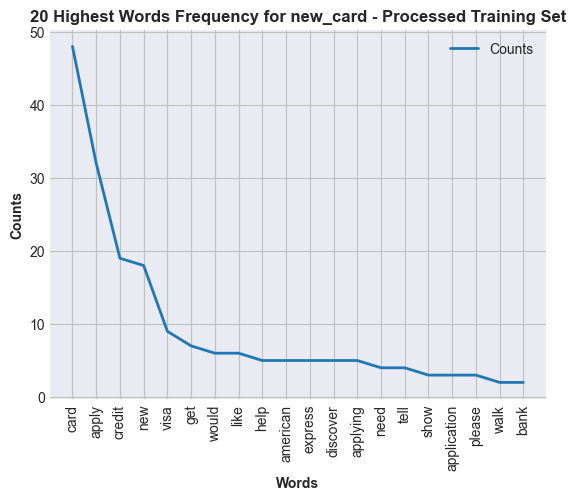 20 Highest Words Frequency for new_card - Processed Training Set
Counts
50
40
30
20
10
0
Counts
card
apply
credit
new
visa
get
would
like
help
american
express
discover
applying
need
tell
show
application
please
walk
bank
Words